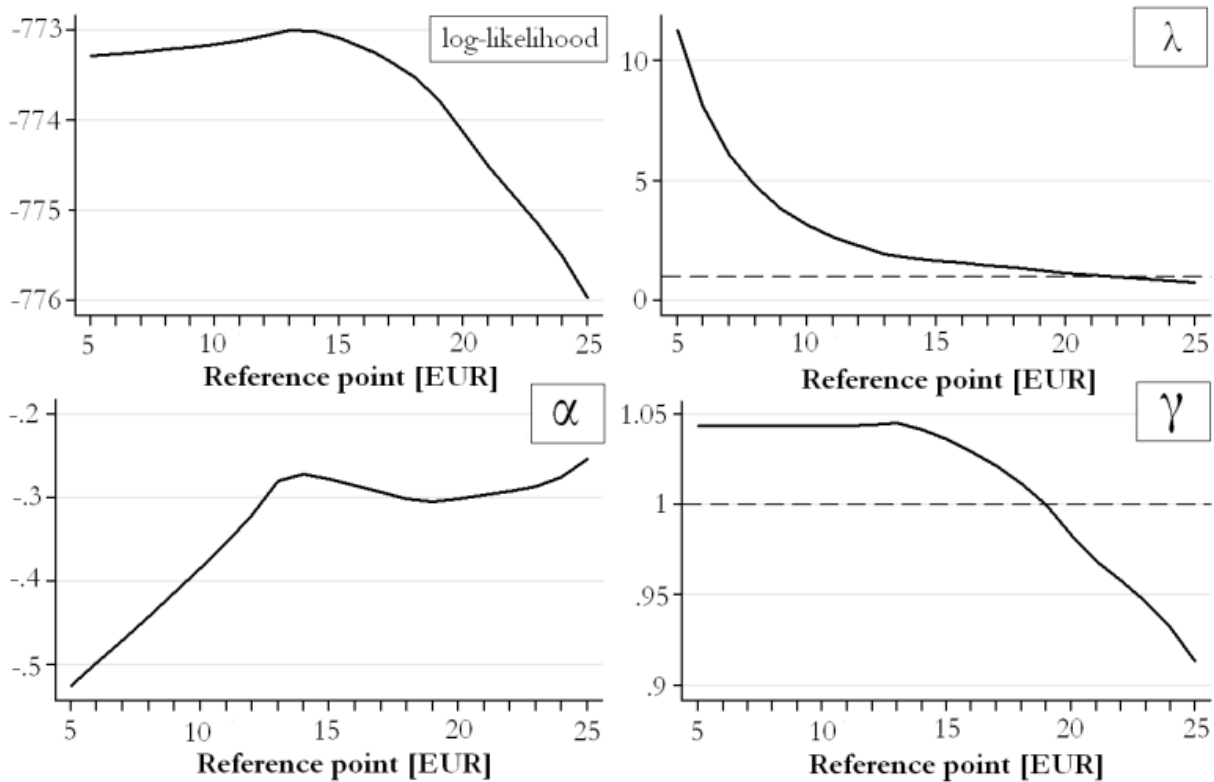 log-likelihood
-773
-774
-775
-776
5 10 15 20 25
Reference point [EUR]
λ
10
5
0
5 10 15 20 25
Reference point [EUR]
α
-.2
-.3
-.4
-.5
5 10 15 20 25
Reference point [EUR]
γ
1.05
1
.95
.9
5 10 15 20 25
Reference point [EUR]